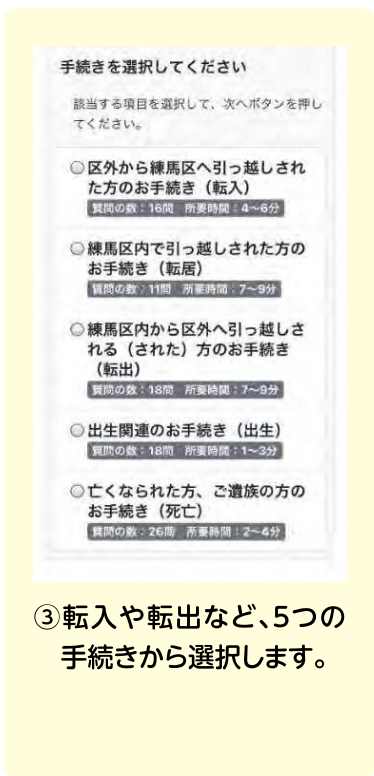 手続きを選択してください
該当する項目を選択して、次へボタンを押し
てください。
区外から練馬区へ引っ越しされ
た方のお手続き（転入）
質問の数：16問 所要時間：4〜6分
練馬区内で引っ越しされた方の
お手続き（転居）
質問の数：11問 所要時間：7〜9分
練馬区内から区外へ引っ越しさ
れる（された）方のお手続き
（転出）
質問の数：18問 所要時間：7〜9分
出生関連のお手続き（出生）
質問の数：18問 所要時間：1〜3分
亡くなられた方、ご遺族の方の
お手続き（死亡）
質問の数：26問 所要時間：2〜4分
③転入や転出など、5つの
手続きから選択します。